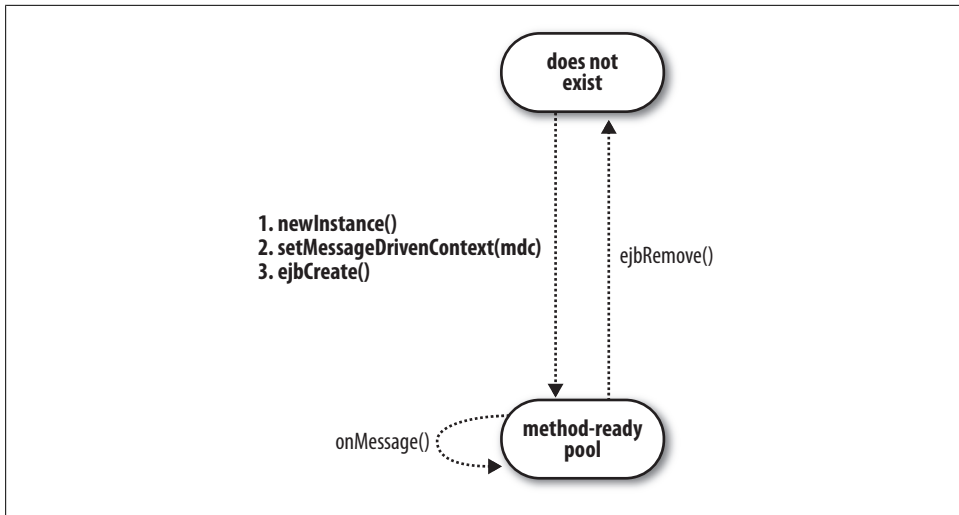 does not
exist
1. newInstance()
2. setMessageDrivenContext(mdc)
3. ejbCreate()
ejbRemove()
onMessage()
method-ready
pool